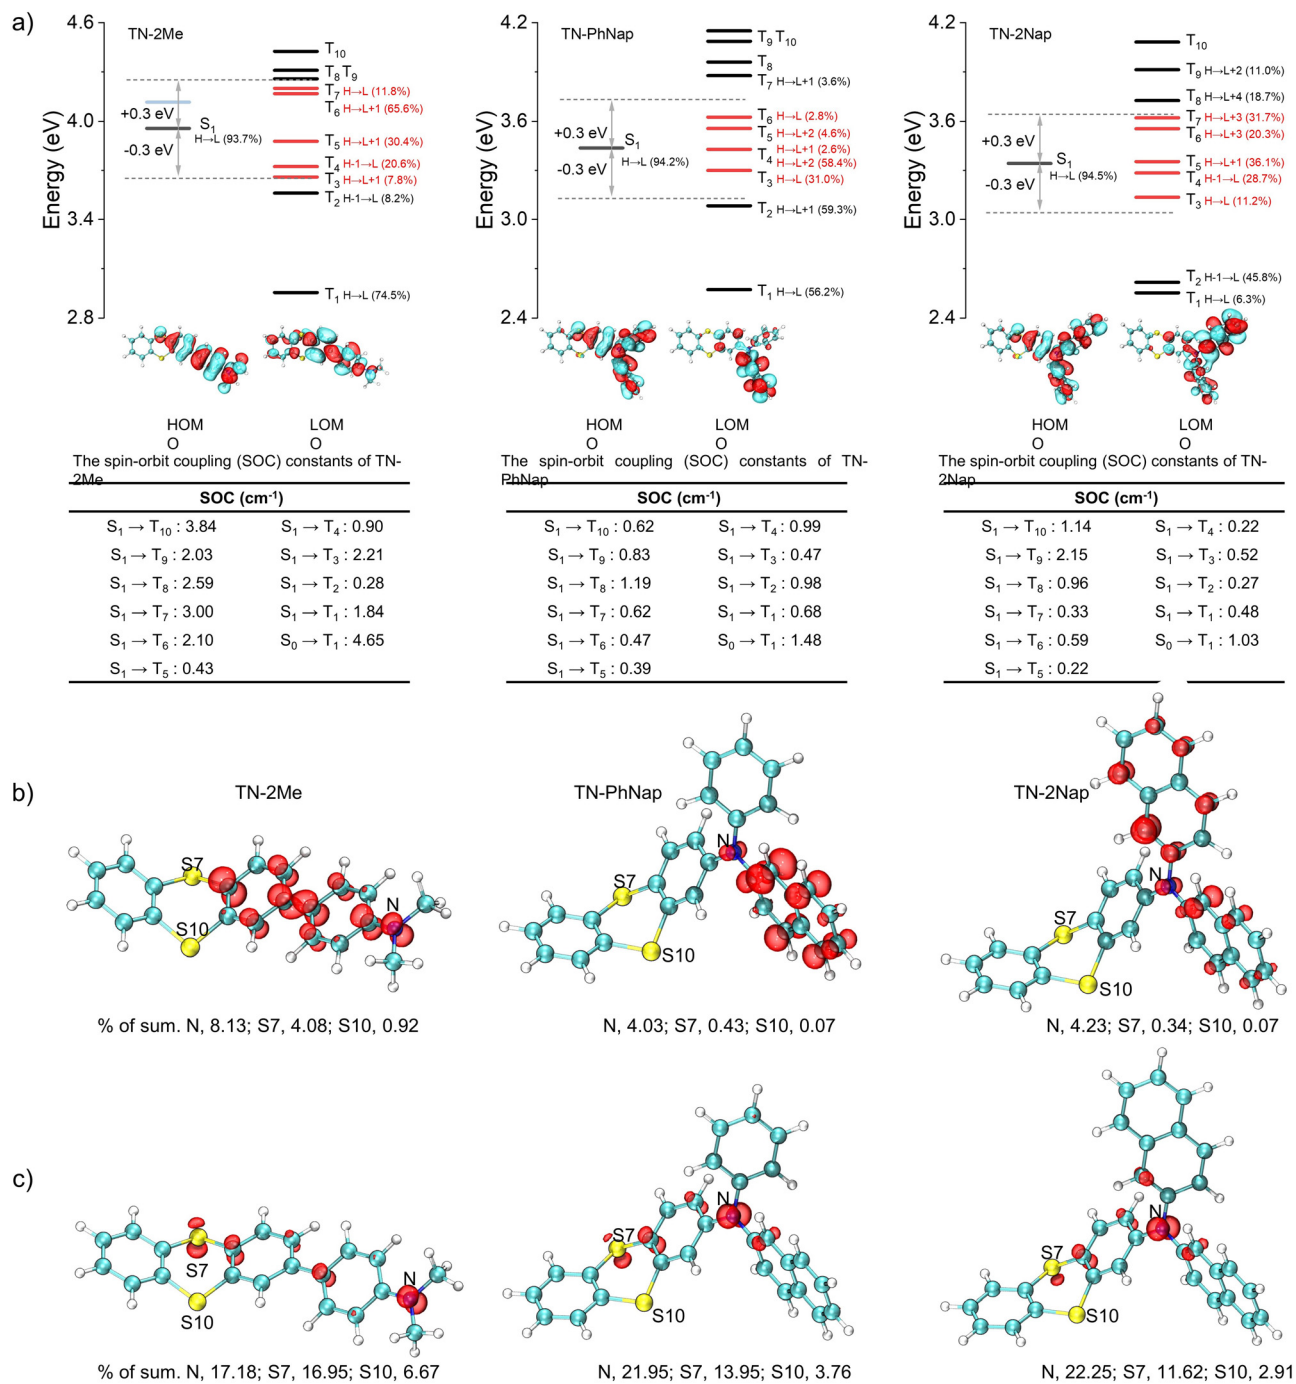 a)
TN-2Me
Energy (eV)
4.6
4.0
3.4
2.8
+0.3 eV
-0.3 eV
S1
H→L (93.7%)
T10
T8 T9
T7 H→L (11.8%)
T6 H→L+1 (65.6%)
T5 H→L+1 (30.4%)
T4 H-1→L (20.6%)
T3 H→L+1 (7.8%)
T2 H-1→L (8.2%)
T1 H→L (74.5%)
HOM
O
LOM
O
TN-PhNap
Energy (eV)
4.2
3.6
3.0
2.4
+0.3 eV
-0.3 eV
S1
H→L (94.2%)
T9 T10
T8
T7 H→L+1 (3.6%)
T6 H→L (2.8%)
T5 H→L+2 (4.6%)
H→L+1 (2.6%)
T4 H→L+2 (58.4%)
T3 H→L (31.0%)
T2 H→L+1 (59.3%)
T1 H→L (56.2%)
HOM
O
LOM
O
TN-2Nap
Energy (eV)
4.2
3.6
3.0
2.4
+0.3 eV
-0.3 eV
S1
H→L (94.5%)
T10
T9 H→L+2 (11.0%)
T8 H→L+4 (18.7%)
T7 H→L+3 (31.7%)
T6 H→L+3 (20.3%)
T5 H→L+1 (36.1%)
T4 H-1→L (28.7%)
T3 H→L (11.2%)
T2 H-1→L (45.8%)
T1 H→L (6.3%)
HOM
O
LOM
O
The spin-orbit coupling (SOC) constants of TN-
2Me
SOC (cm-1)
S1 → T10 : 3.84 S1 → T4 : 0.90
S1 → T9 : 2.03 S1 → T3 : 2.21
S1 → T8 : 2.59 S1 → T2 : 0.28
S1 → T7 : 3.00 S1 → T1 : 1.84
S1 → T6 : 2.10 S0 → T1 : 4.65
S1 → T5 : 0.43
The spin-orbit coupling (SOC) constants of TN-
PhNap
SOC (cm-1)
S1 → T10 : 0.62 S1 → T4 : 0.99
S1 → T9 : 0.83 S1 → T3 : 0.47
S1 → T8 : 1.19 S1 → T2 : 0.98
S1 → T7 : 0.62 S1 → T1 : 0.68
S1 → T6 : 0.47 S0 → T1 : 1.48
S1 → T5 : 0.39
The spin-orbit coupling (SOC) constants of TN-
2Nap
SOC (cm-1)
S1 → T10 : 1.14 S1 → T4 : 0.22
S1 → T9 : 2.15 S1 → T3 : 0.52
S1 → T8 : 0.96 S1 → T2 : 0.27
S1 → T7 : 0.33 S1 → T1 : 0.48
S1 → T6 : 0.59 S0 → T1 : 1.03
S1 → T5 : 0.22
b)
TN-2Me
S7
S10
N
% of sum. N, 8.13; S7, 4.08; S10, 0.92
TN-PhNap
N
S7
S10
N, 4.03; S7, 0.43; S10, 0.07
TN-2Nap
N
S7
S10
N, 4.23; S7, 0.34; S10, 0.07
c)
S7
S10
N
% of sum. N, 17.18; S7, 16.95; S10, 6.67
N
S7
S10
N, 21.95; S7, 13.95; S10, 3.76
N
S7
S10
N, 22.25; S7, 11.62; S10, 2.91